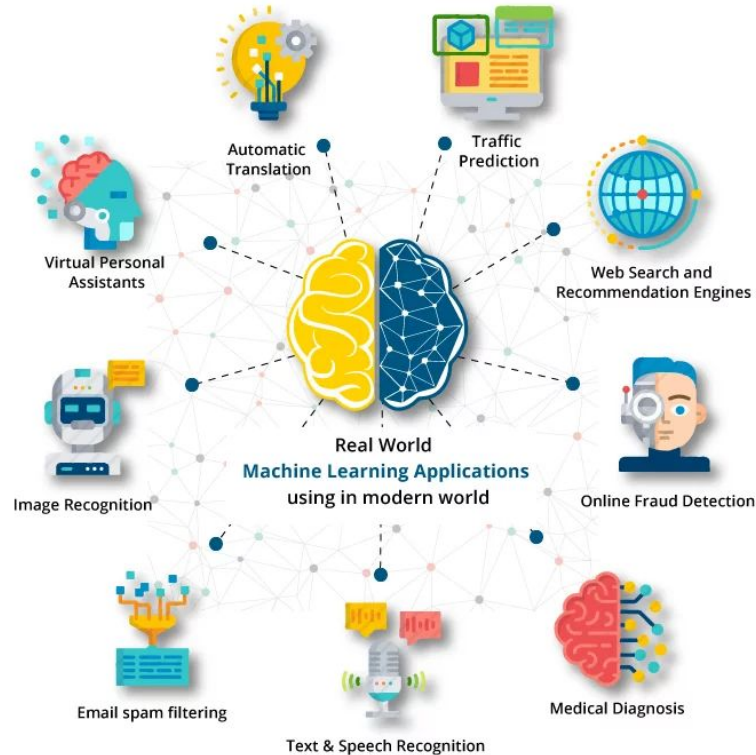 Automatic
Translation
Traffic
Prediction
Virtual Personal
Assistants
Web Search and
Recommendation Engines
Real World
Machine Learning Applications
using in modern world
Image Recognition
Online Fraud Detection
Email spam filtering
Text & Speech Recognition
Medical Diagnosis